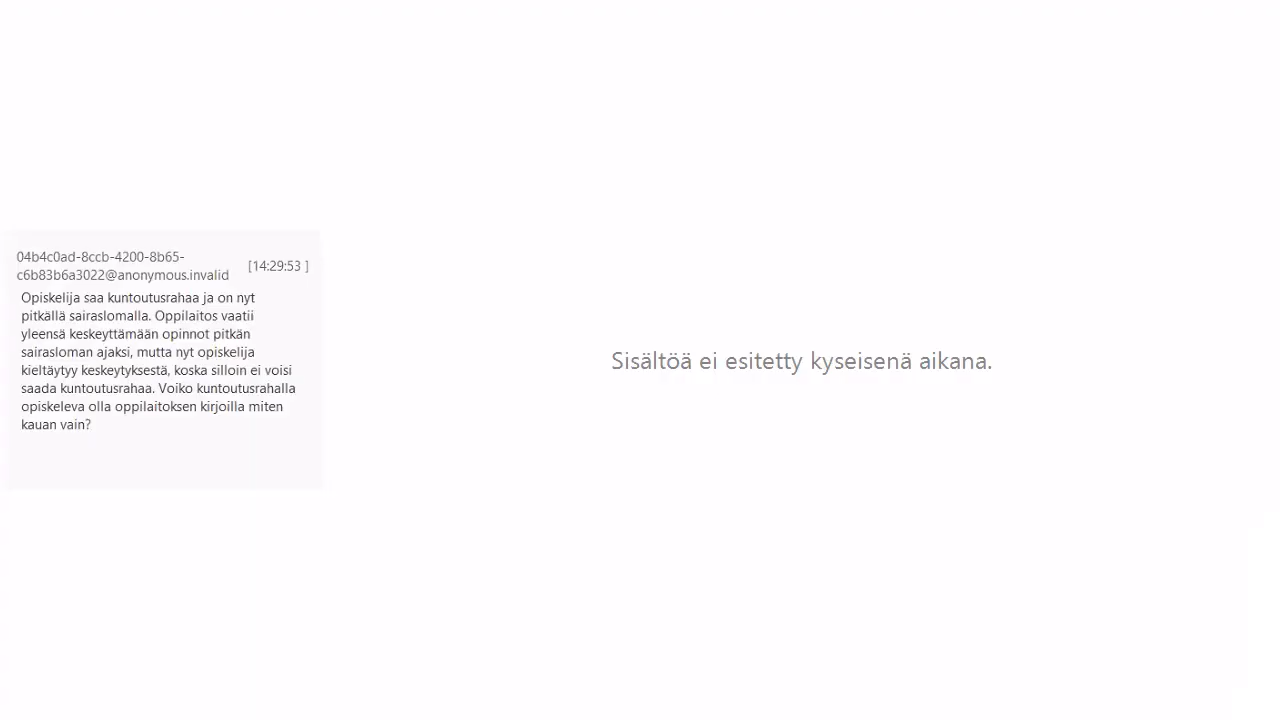 04b4c0ad-8ccb-4200-8b65-
c6b83b6a3022@anonymous.invalid
[14:29:53 ]
Opiskelija saa kuntoutusrahaa ja on nyt
pitkällä sairaslomalla. Oppilaitos vaatii
yleensä keskeyttämään opinnot pitkän
sairasloman ajaksi, mutta nyt opiskelija
kieltäytyy keskeytyksestä, koska silloin ei voisi
saada kuntoutusrahaa. Voiko kuntoutusrahalla
opiskeleva olla oppilaitoksen kirjoilla miten
kauan vain?
Sisältöä ei esitetty kyseisenä aikana.